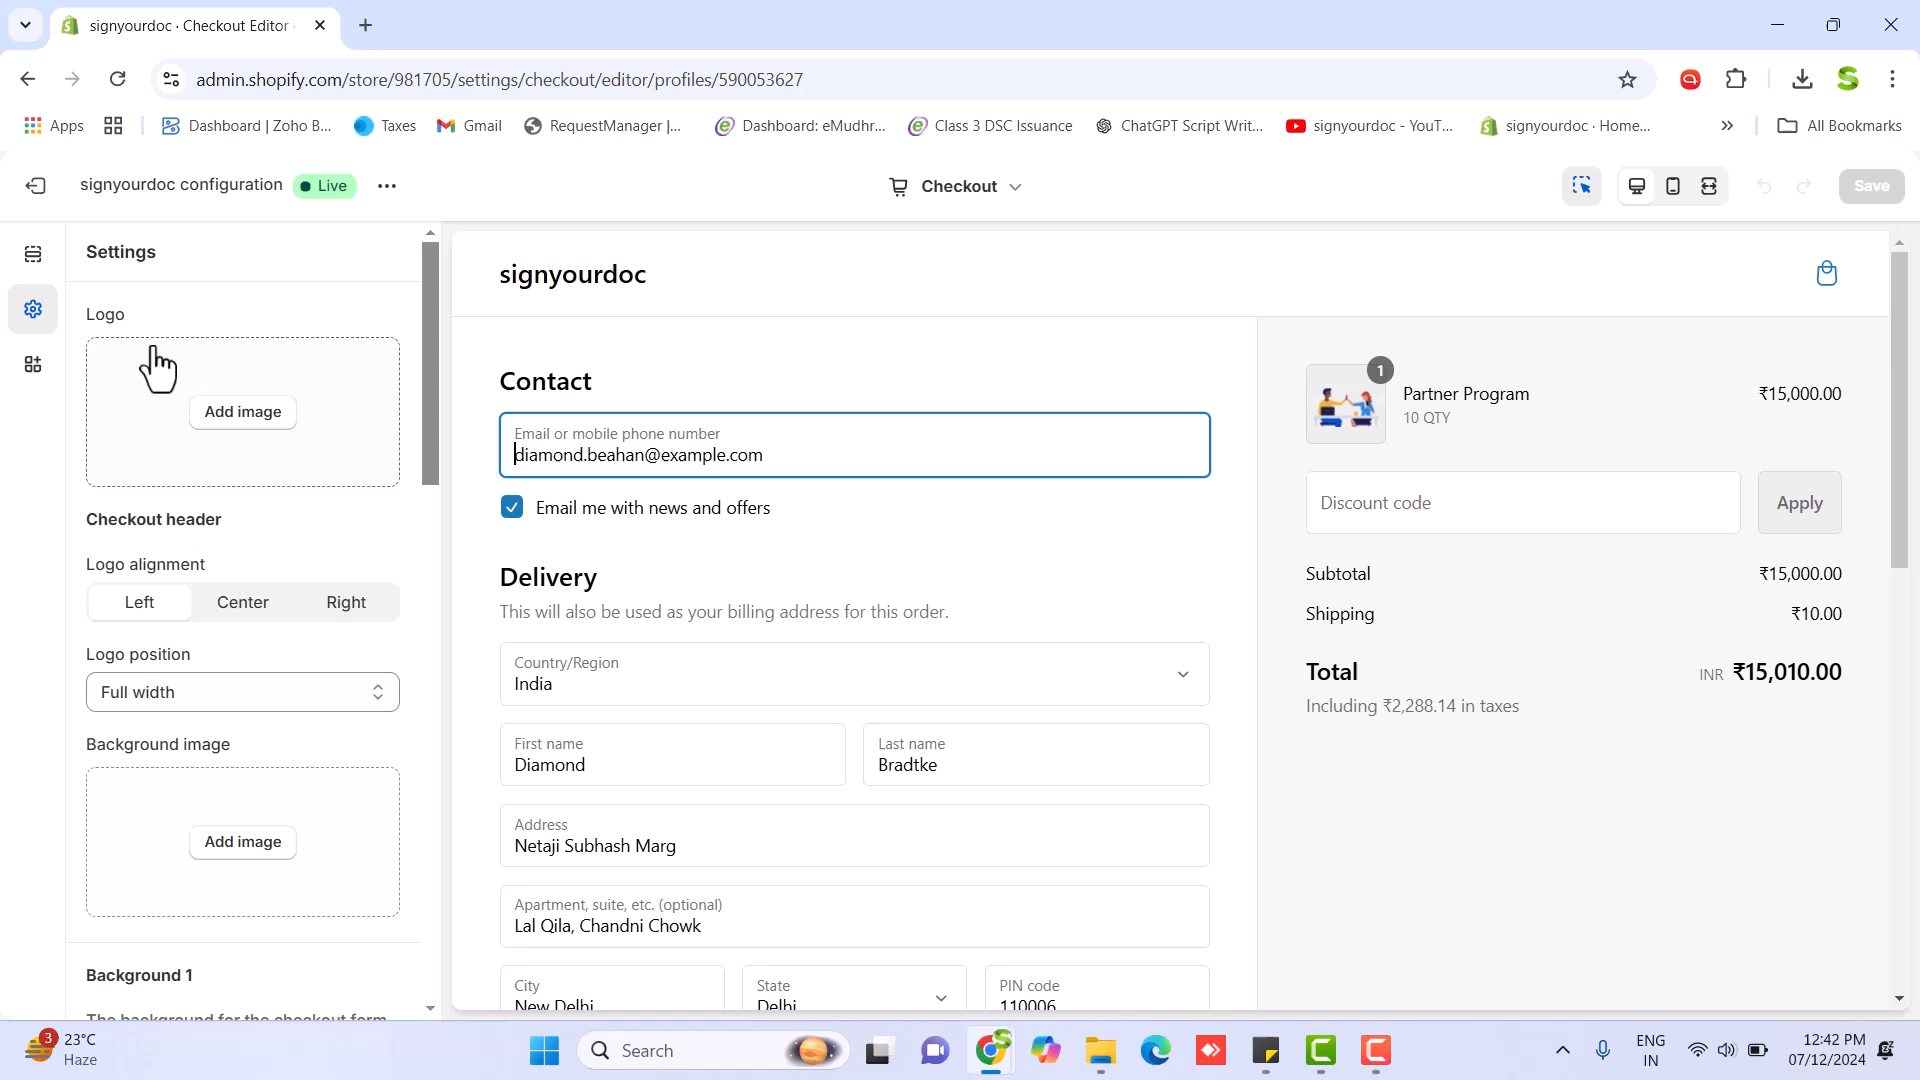 signyourdoc · Checkout Editor
admin.shopify.com/store/981705/settings/checkout/editor/profiles/590053627
Apps
Dashboard | Zoho B...
Taxes
Gmail
RequestManager |...
Dashboard: eMudhr...
Class 3 DSC Issuance
ChatGPT Script Writ...
signyourdoc - YouT...
signyourdoc · Home...
All Bookmarks
signyourdoc configuration
Live
Checkout
Save
Settings
Logo
Add image
Checkout header
Logo alignment
Left Center Right
Logo position
Full width
Background image
Add image
Background 1
The background for the checkout form
signyourdoc
Contact
Email or mobile phone number
diamond.beahan@example.com
Email me with news and offers
Delivery
This will also be used as your billing address for this order.
Country/Region
India
First name
Diamond
Last name
Bradtke
Address
Netaji Subhash Marg
Apartment, suite, etc. (optional)
Lal Qila, Chandni Chowk
City
New Delhi
State
Delhi
PIN code
110006
1
Partner Program
10 QTY
₹15,000.00
Discount code
Apply
Subtotal ₹15,000.00
Shipping ₹10.00
Total INR ₹15,010.00
Including ₹2,288.14 in taxes
3
23°C
Haze
Search
ENG
IN
12:42 PM
07/12/2024